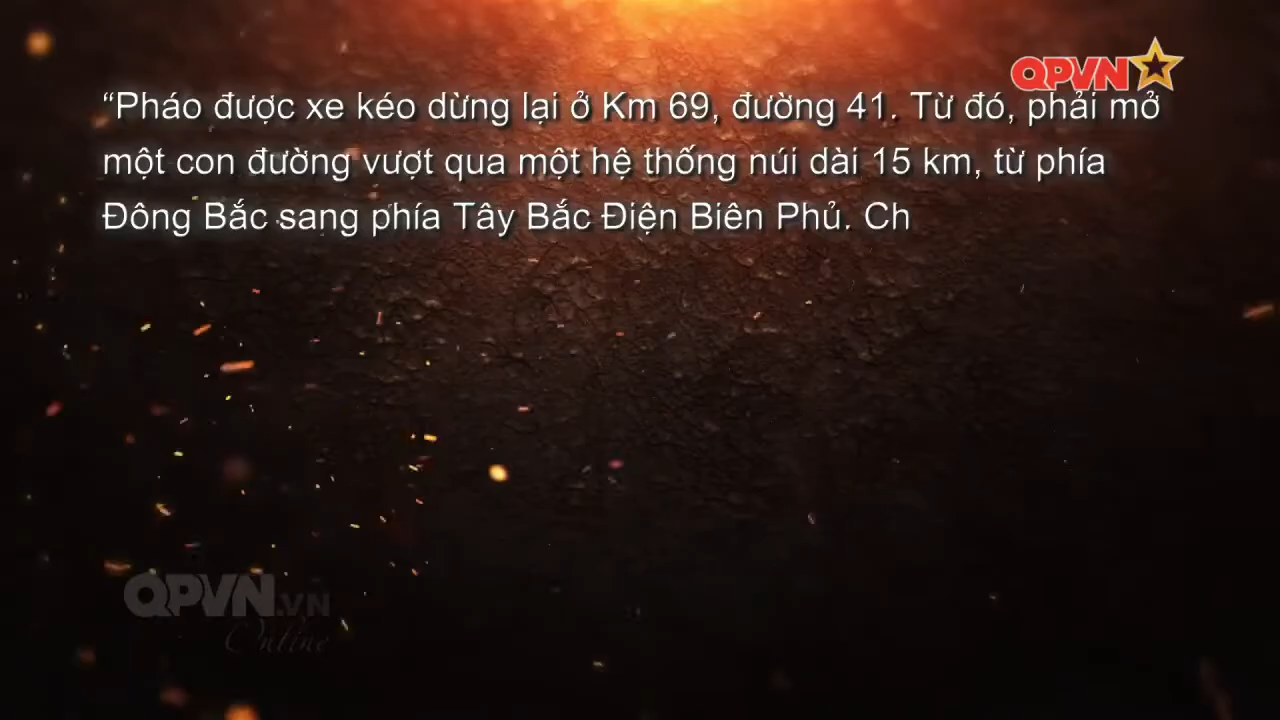 QPVN
“Pháo được xe kéo dừng lại ở Km 69, đường 41. Từ đó, phải mở
một con đường vượt qua một hệ thống núi dài 15 km, từ phía
Đông Bắc sang phía Tây Bắc Điện Biên Phủ. Ch
QPVN.VN
Online